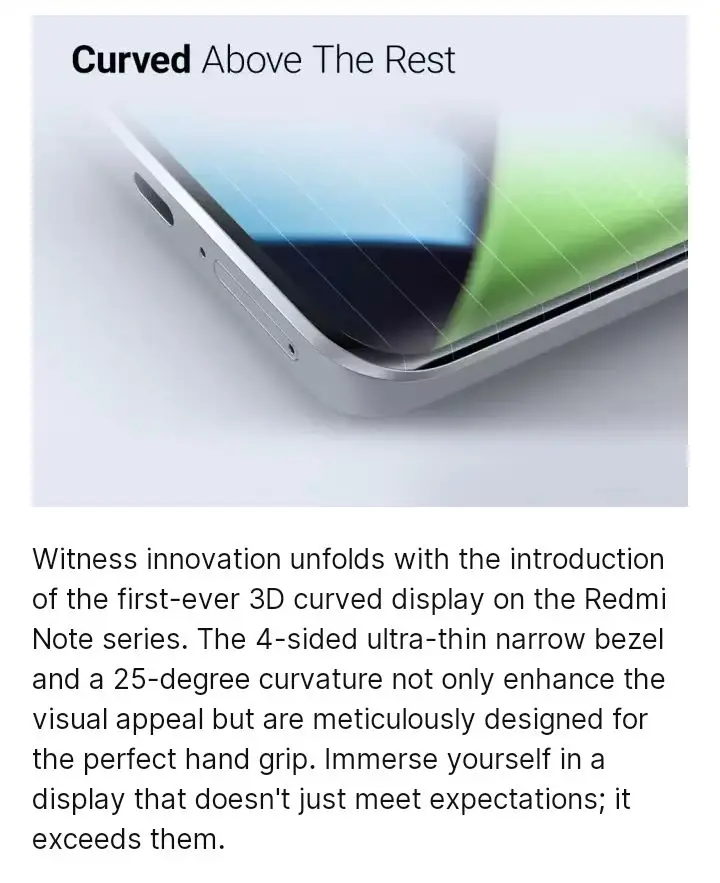 Curved Above The Rest
Witness innovation unfolds with the introduction
of the first-ever 3D curved display on the Redmi
Note series. The 4-sided ultra-thin narrow bezel
and a 25-degree curvature not only enhance the
visual appeal but are meticulously designed for
the perfect hand grip. Immerse yourself in a
display that doesn't just meet expectations; it
exceeds them.